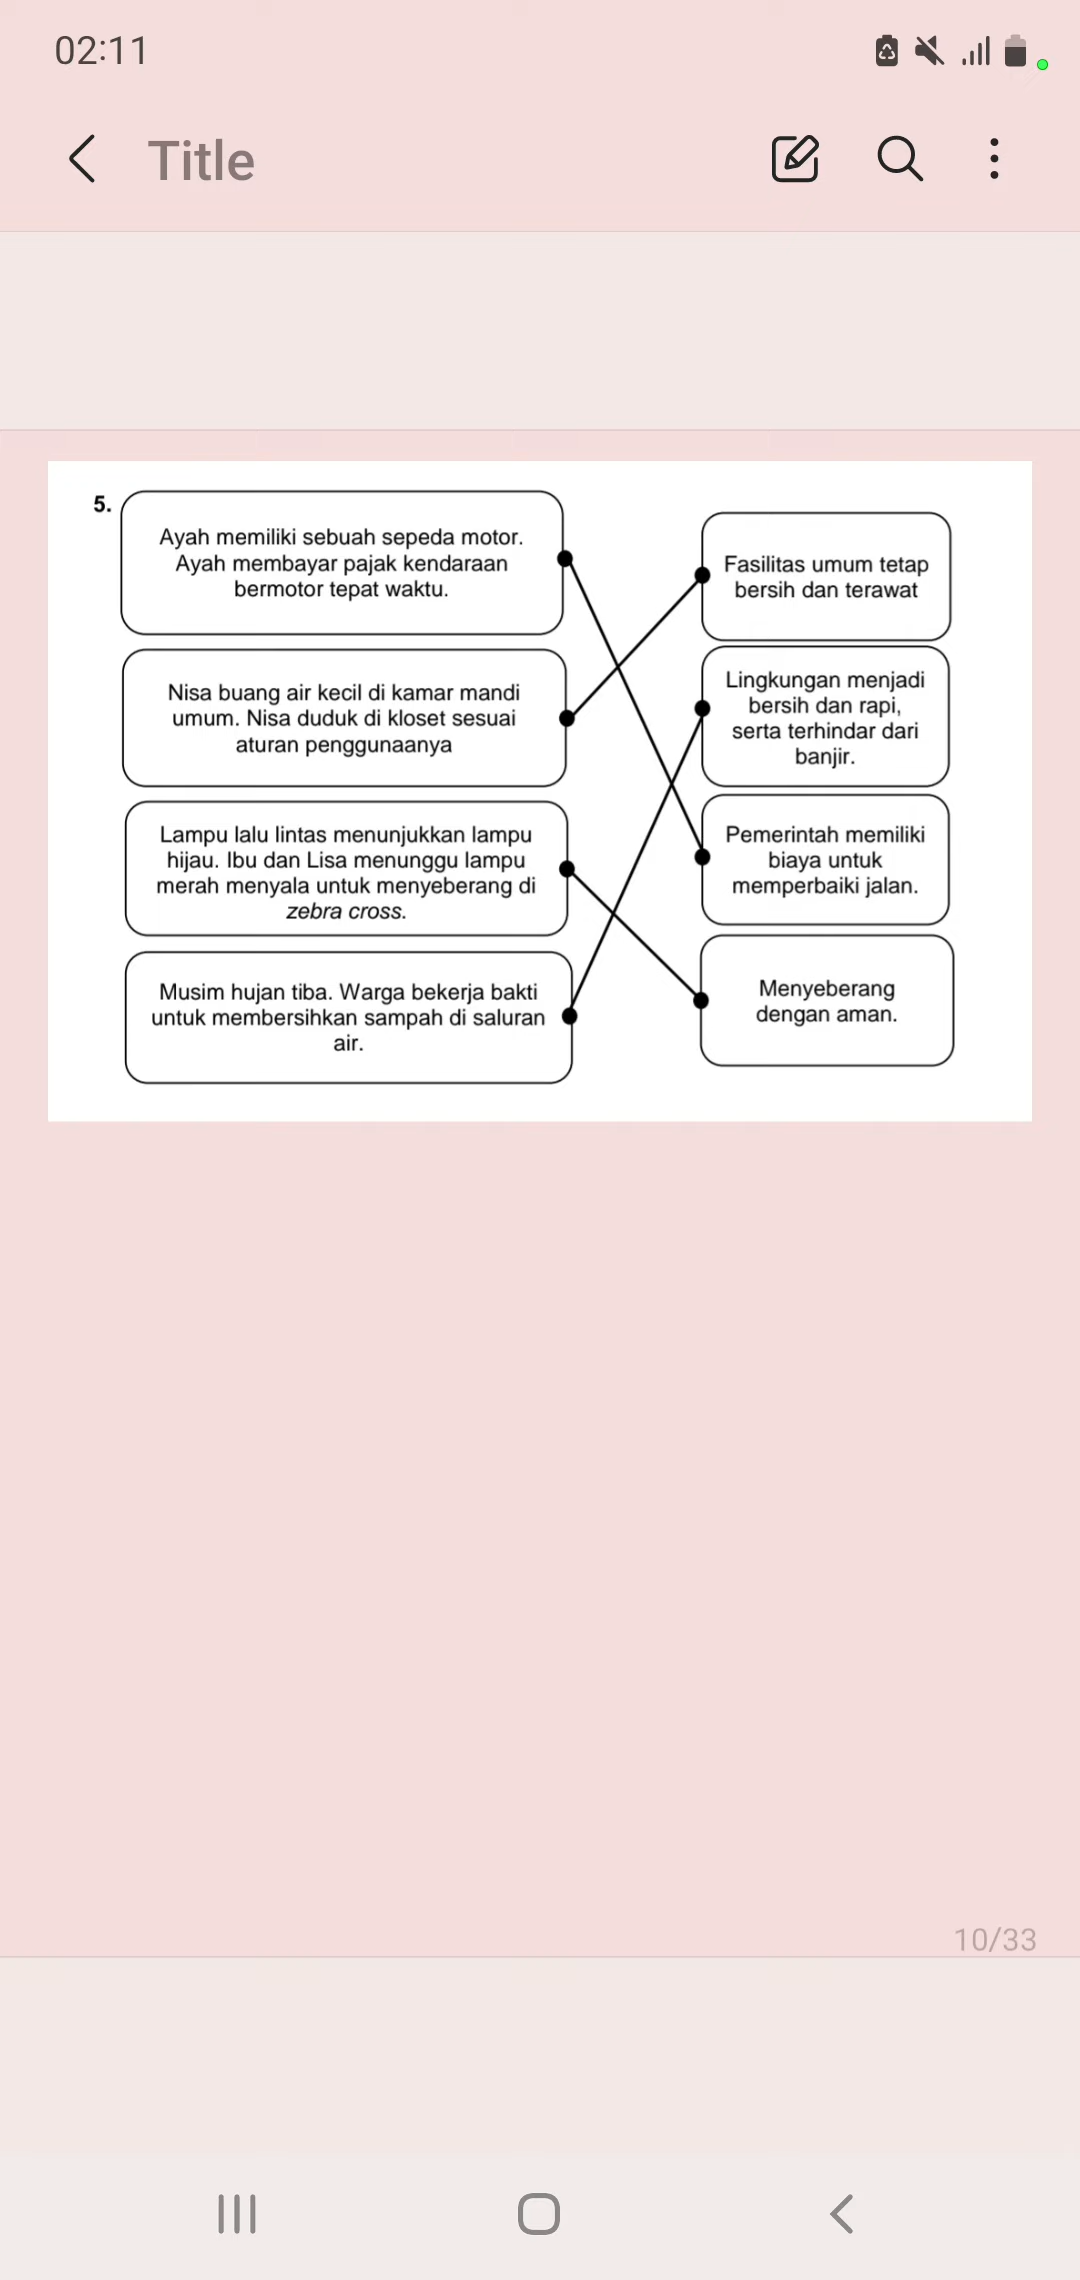 02:11
Title
5.
Ayah memiliki sebuah sepeda motor.
Ayah membayar pajak kendaraan
bermotor tepat waktu.
Fasilitas umum tetap
bersih dan terawat
Nisa buang air kecil di kamar mandi
umum. Nisa duduk di kloset sesuai
aturan penggunaanya
Lingkungan menjadi
bersih dan rapi,
serta terhindar dari
banjir.
Lampu lalu lintas menunjukkan lampu
hijau. Ibu dan Lisa menunggu lampu
merah menyala untuk menyeberang di
zebra cross.
Pemerintah memiliki
biaya untuk
memperbaiki jalan.
Musim hujan tiba. Warga bekerja bakti
untuk membersihkan sampah di saluran
air.
Menyeberang
dengan aman.
10/33